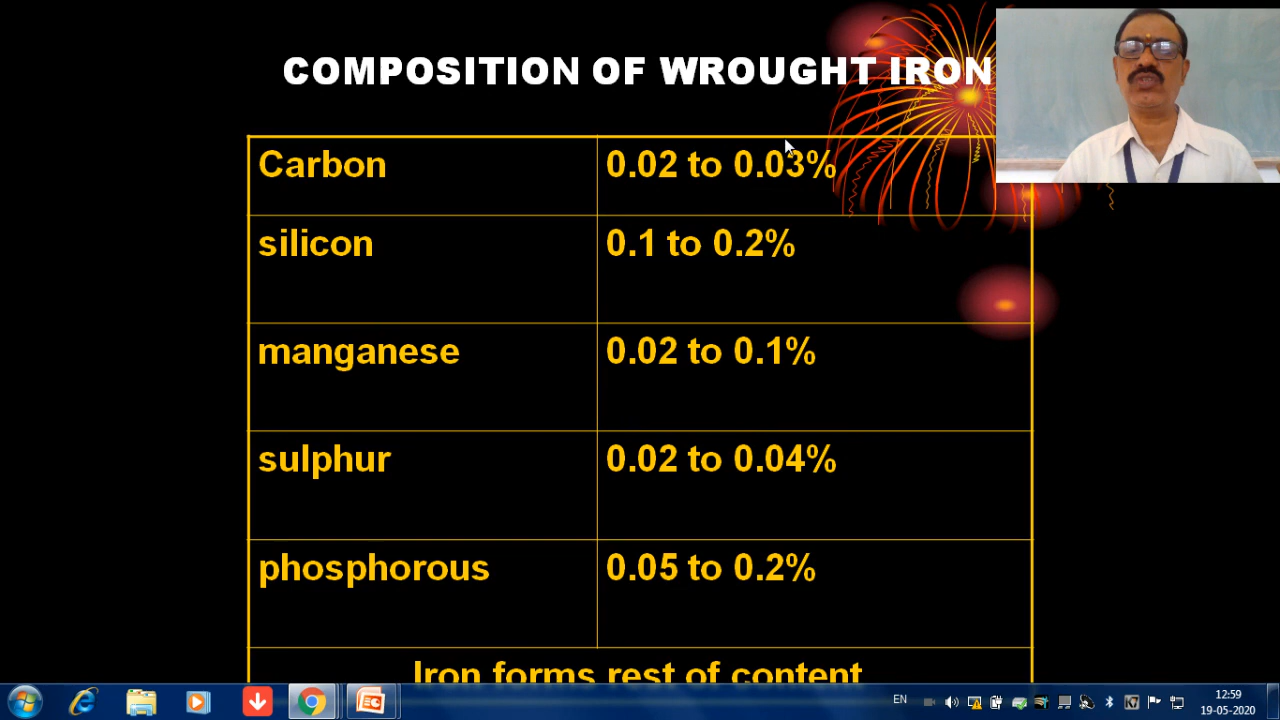 COMPOSITION OF WROUGHT IRON
Carbon 0.02 to 0.03%
silicon 0.1 to 0.2%
manganese 0.02 to 0.1%
sulphur 0.02 to 0.04%
phosphorous 0.05 to 0.2%
Iron forms rest of content
EN
12:59
19-05-2020